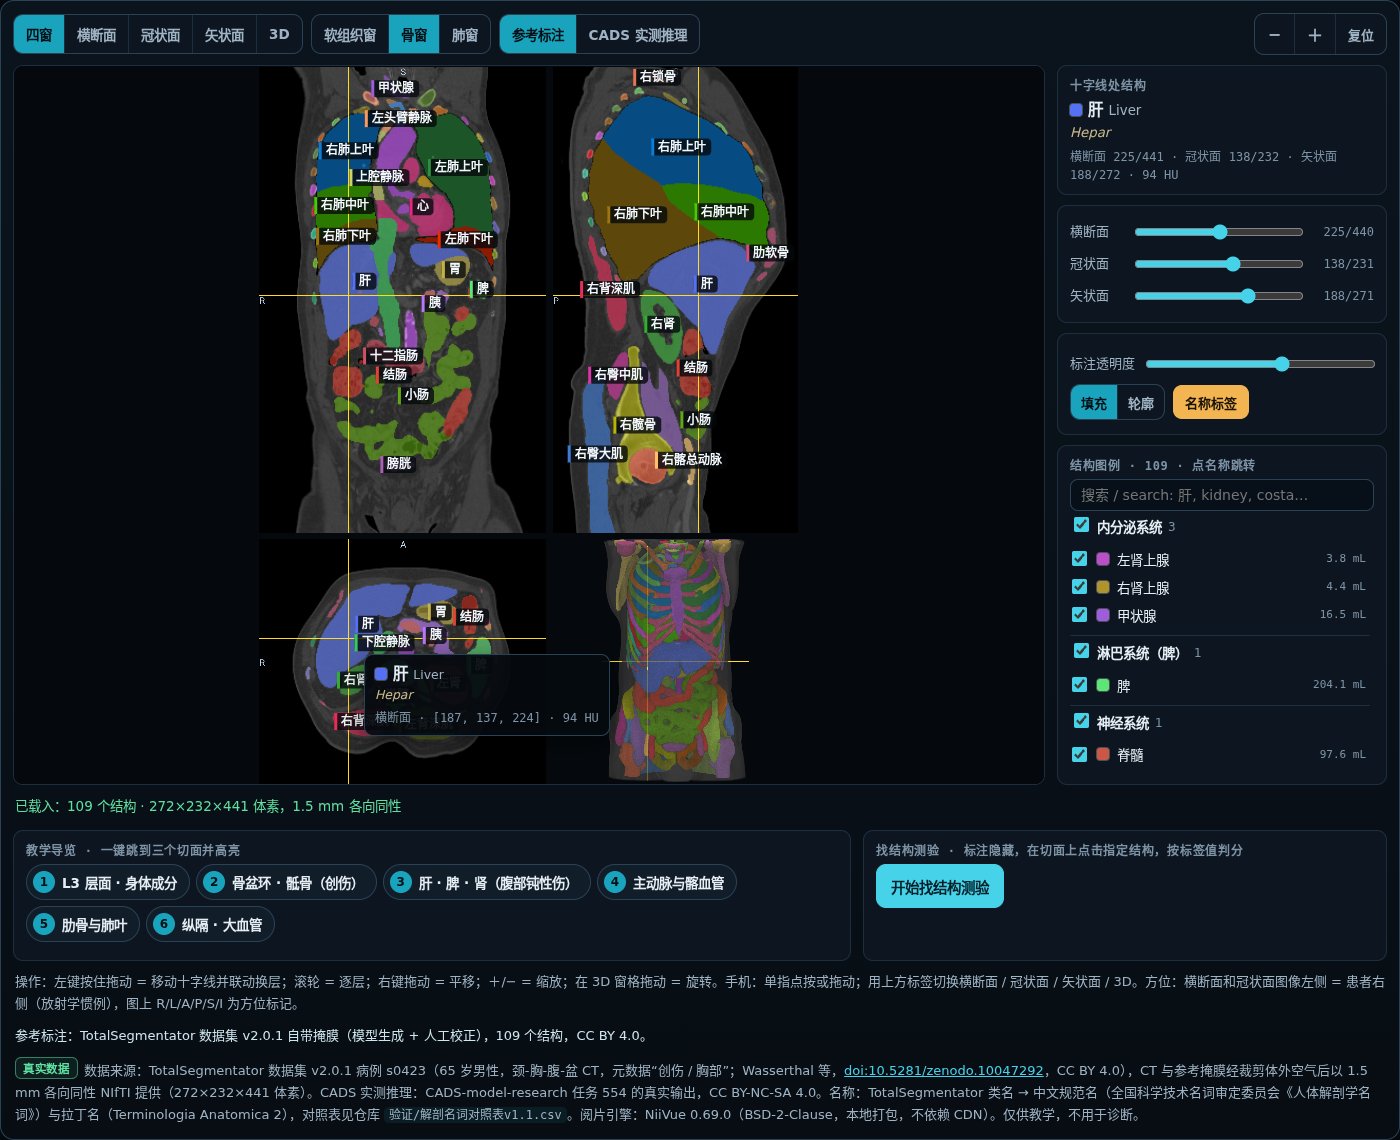 四窗 横断面 冠状面 矢状面 3D 软组织窗 骨窗 肺窗 参考标注 CADS 实测推理 − + 复位
S
甲状腺
左头臂静脉
右肺上叶
左肺上叶
上腔静脉
右肺中叶
心
右肺下叶
左肺下叶
胃
肝
脾
R
胰
十二指肠
结肠
小肠
膀胱
右锁骨
右肺上叶
右肺下叶
右肺中叶
肋软骨
肝
右背深肌
P
右肾
结肠
右臀中肌
小肠
右髋骨
右臀大肌
右髂总动脉
A
胃
结肠
肝
胰
下腔静脉
R
右肾
右背
肝 Liver
Hepar
横断面 · [187, 137, 224] · 94 HU
十字线处结构
肝 Liver
Hepar
横断面 225/441 · 冠状面 138/232 · 矢状面
188/272 · 94 HU
横断面 225/440
冠状面 138/231
矢状面 188/271
标注透明度
填充 轮廓 名称标签
结构图例 · 109 · 点名称跳转
搜索 / search: 肝, kidney, costa...
内分泌系统 3
左肾上腺 3.8 mL
右肾上腺 4.4 mL
甲状腺 16.5 mL
淋巴系统（脾） 1
脾 204.1 mL
神经系统 1
脊髓 97.6 mL
已载入：109 个结构 · 272×232×441 体素，1.5 mm 各向同性
教学导览 · 一键跳到三个切面并高亮
1 L3 层面 · 身体成分 2 骨盆环 · 骶骨（创伤） 3 肝 · 脾 · 肾（腹部钝性伤） 4 主动脉与髂血管
5 肋骨与肺叶 6 纵隔 · 大血管
找结构测验 · 标注隐藏，在切面上点击指定结构，按标签值判分
开始找结构测验
操作：左键按住拖动 = 移动十字线并联动换层；滚轮 = 逐层；右键拖动 = 平移；＋/− = 缩放；在 3D 窗格拖动 = 旋转。手机：单指点按或拖动；用上方标签切换横断面 / 冠状面 / 矢状面 / 3D。方位：横断面和冠状面图像左侧 = 患者右
侧（放射学惯例），图上 R/L/A/P/S/I 为方位标记。
参考标注：TotalSegmentator 数据集 v2.0.1 自带掩膜（模型生成 + 人工校正），109 个结构，CC BY 4.0。
真实数据 数据来源：TotalSegmentator 数据集 v2.0.1 病例 s0423（65 岁男性，颈-胸-腹-盆 CT，元数据“创伤 / 胸部”；Wasserthal 等，doi:10.5281/zenodo.10047292，CC BY 4.0），CT 与参考掩膜经裁剪体外空气后以 1.5
mm 各向同性 NIfTI 提供（272×232×441 体素）。CADS 实测推理：CADS-model-research 任务 554 的真实输出，CC BY-NC-SA 4.0。名称：TotalSegmentator 类名 → 中文规范名（全国科学技术名词审定委员会《人体解剖学名
词》）与拉丁名（Terminologia Anatomica 2），对照表见仓库 验证/解剖名词对照表v1.1.csv 。阅片引擎：NiiVue 0.69.0（BSD-2-Clause，本地打包，不依赖 CDN）。仅供教学，不用于诊断。